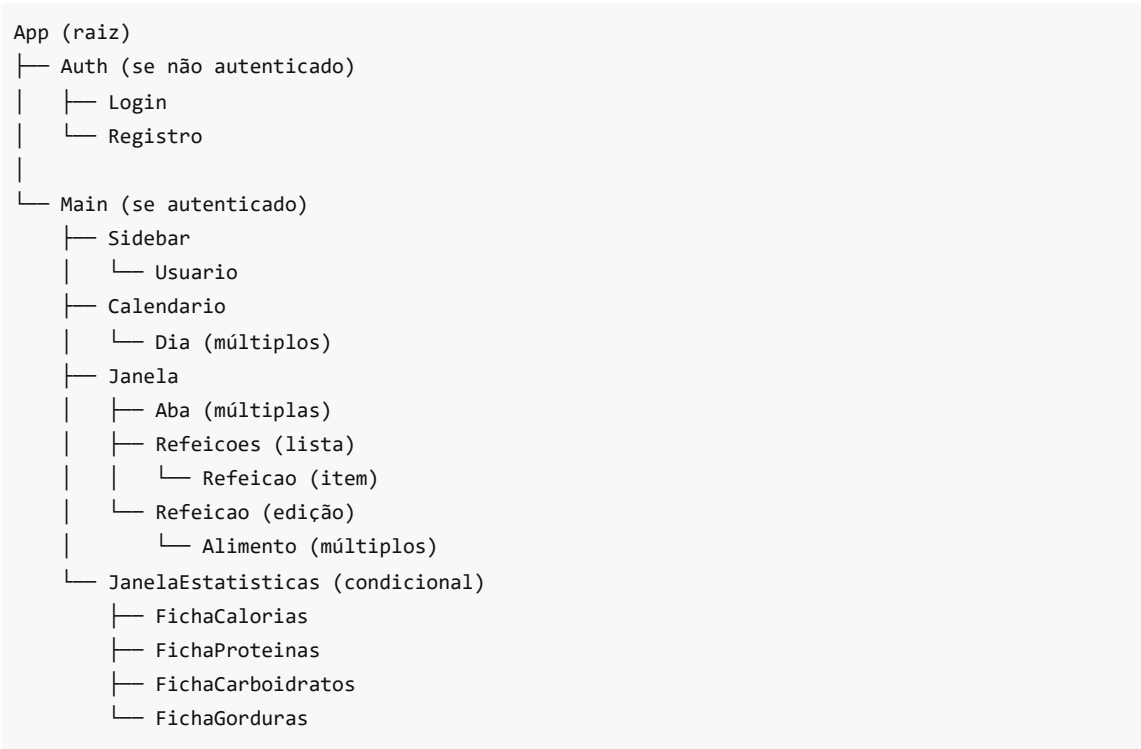 App (raiz)
├── Auth (se não autenticado)
│   ├── Login
│   └── Registro
│
└── Main (se autenticado)
    ├── Sidebar
    │   └── Usuario
    ├── Calendario
    │   └── Dia (múltiplos)
    ├── Janela
    │   ├── Aba (múltiplas)
    │   ├── Refeicoes (lista)
    │   │   └── Refeicao (item)
    │   └── Refeicao (edição)
    │       └── Alimento (múltiplos)
    └── JanelaEstatisticas (condicional)
        ├── FichaCalorias
        ├── FichaProteinas
        ├── FichaCarboidratos
        └── FichaGorduras